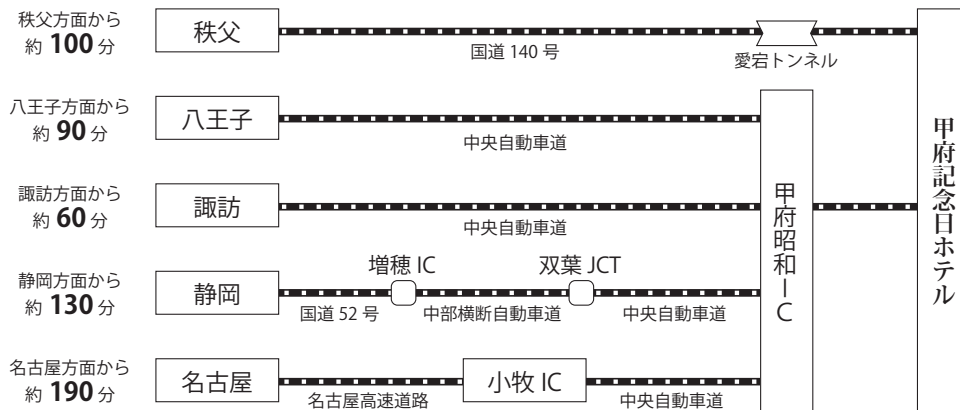 秩父方面から
約 100 分
秩父
国道 140 号
愛宕トンネル
八王子方面から
約 90 分
八王子
中央自動車道
諏訪方面から
約 60 分
諏訪
中央自動車道
静岡方面から
約 130 分
静岡
国道 52 号
増穂 IC
中部横断自動車道
双葉 JCT
中央自動車道
名古屋方面から
約 190 分
名古屋
名古屋高速道路
小牧 IC
中央自動車道
甲府昭和IC
甲府記念日ホテル